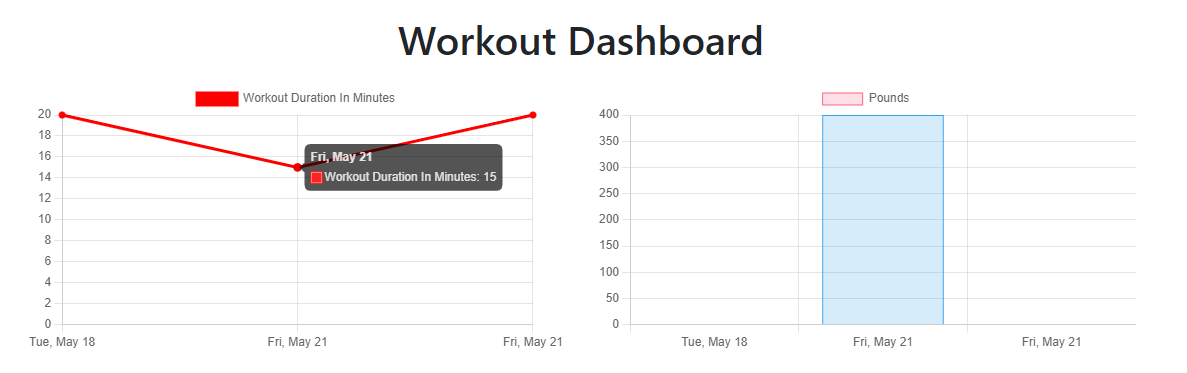 Workout Dashboard
Workout Duration In Minutes
20
18
16
14
12
10
8
6
4
2
0
Fri, May 21
Workout Duration In Minutes: 15
Tue, May 18
Fri, May 21
Fri, May 21
Pounds
400
350
300
250
200
150
100
50
0
Tue, May 18
Fri, May 21
Fri, May 21